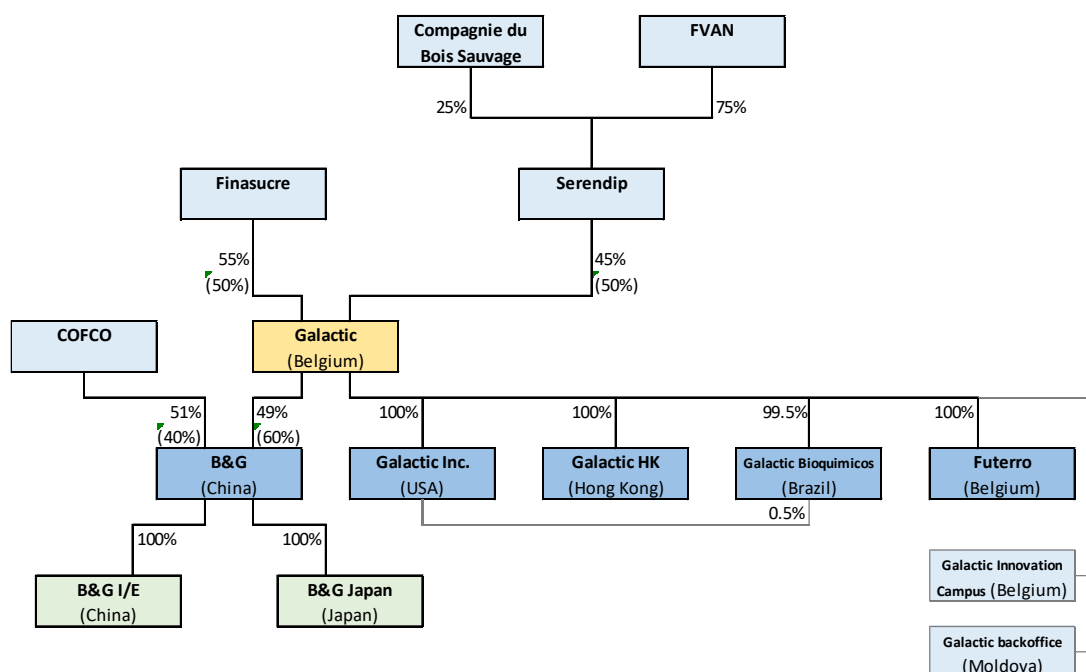 Compagnie du
Bois Sauvage
FVAN
25%
75%
Finasucre
Serendip
55%
(50%)
45%
(50%)
COFCO
Galactic
(Belgium)
51%
(40%)
49%
(60%)
100%
100%
99.5%
100%
B&G
(China)
Galactic Inc.
(USA)
Galactic HK
(Hong Kong)
Galactic Bioquimicos
(Brazil)
Futerro
(Belgium)
0.5%
100%
100%
B&G I/E
(China)
B&G Japan
(Japan)
Galactic Innovation
Campus (Belgium)
Galactic backoffice
(Moldova)